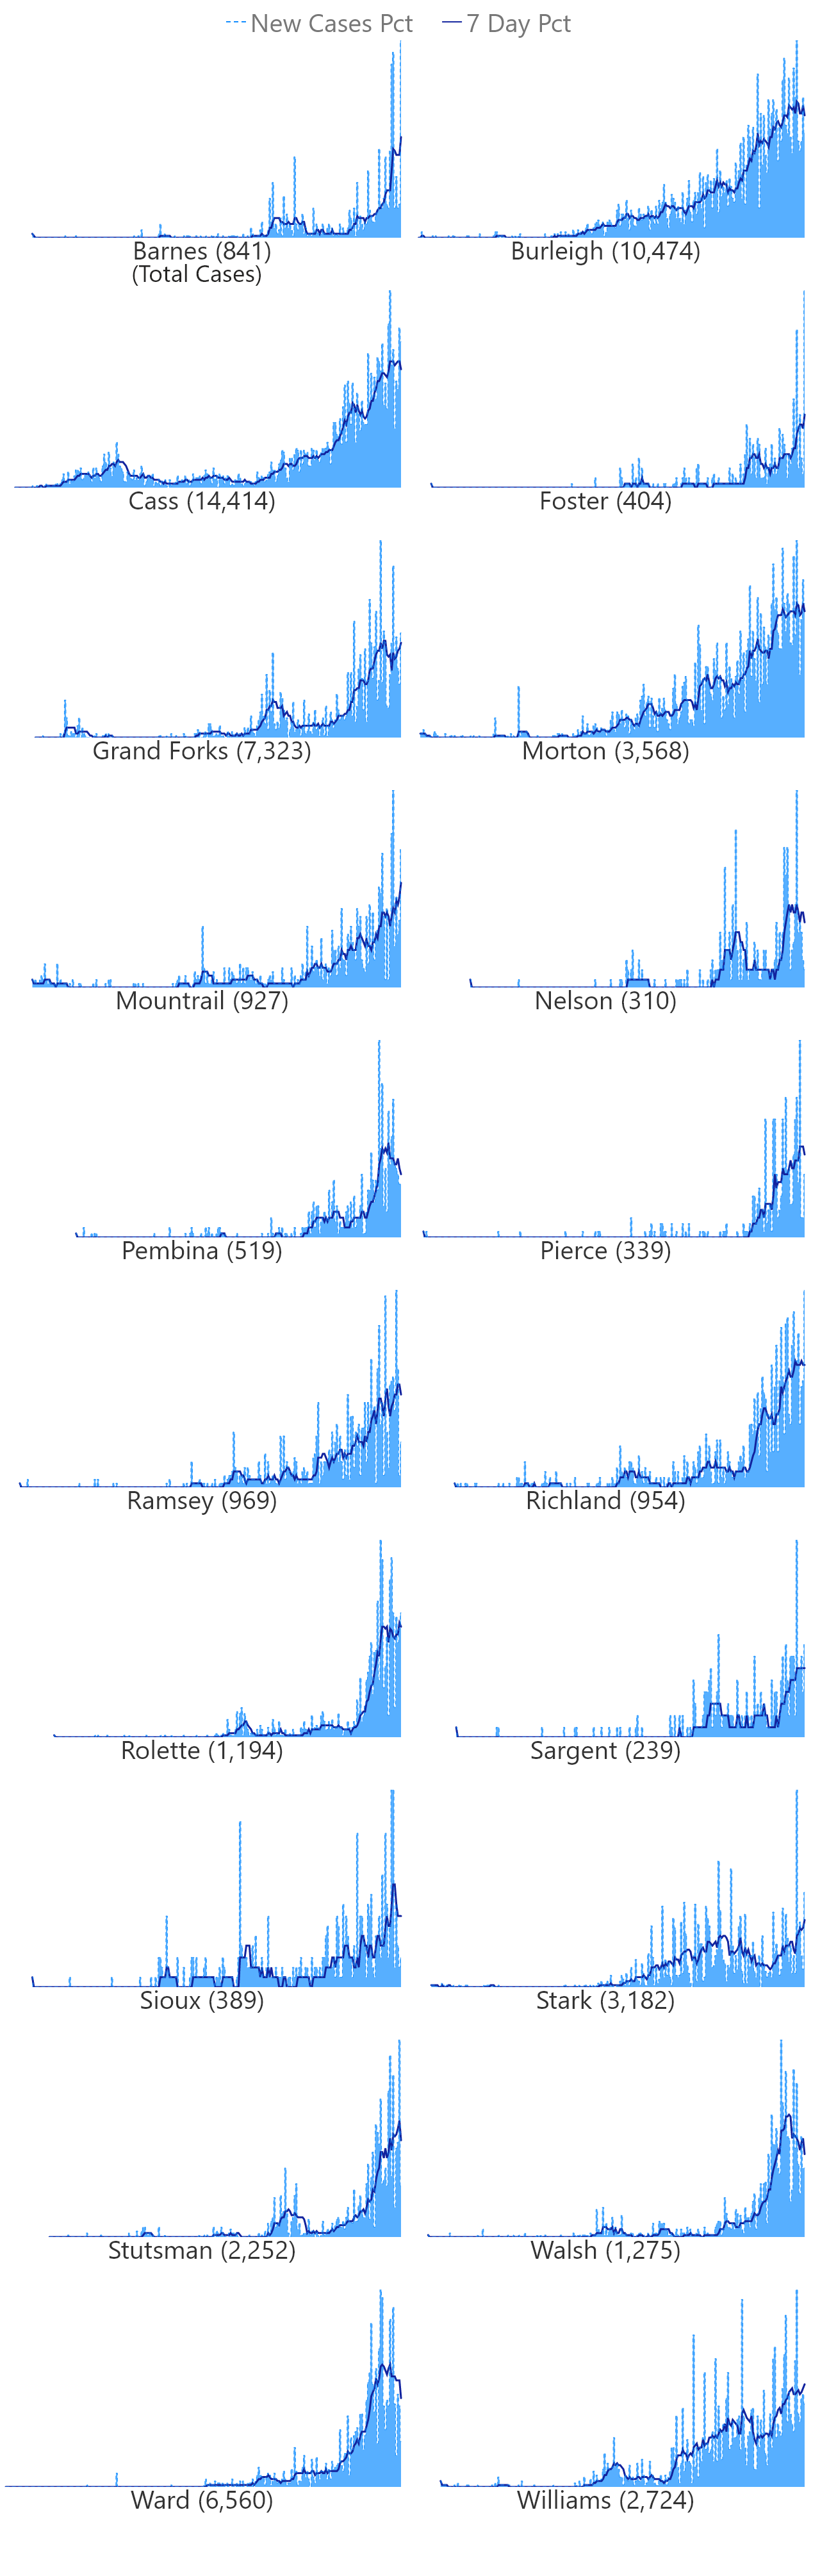 New Cases Pct 7 Day Pct
Barnes (841) Burleigh (10,474)
(Total Cases)
Cass (14,414) Foster (404)
Grand Forks (7,323) Morton (3,568)
Mountrail (927) Nelson (310)
Pembina (519) Pierce (339)
Ramsey (969) Richland (954)
Rolette (1,194) Sargent (239)
Sioux (389) Stark (3,182)
Stutsman (2,252) Walsh (1,275)
Ward (6,560) Williams (2,724)